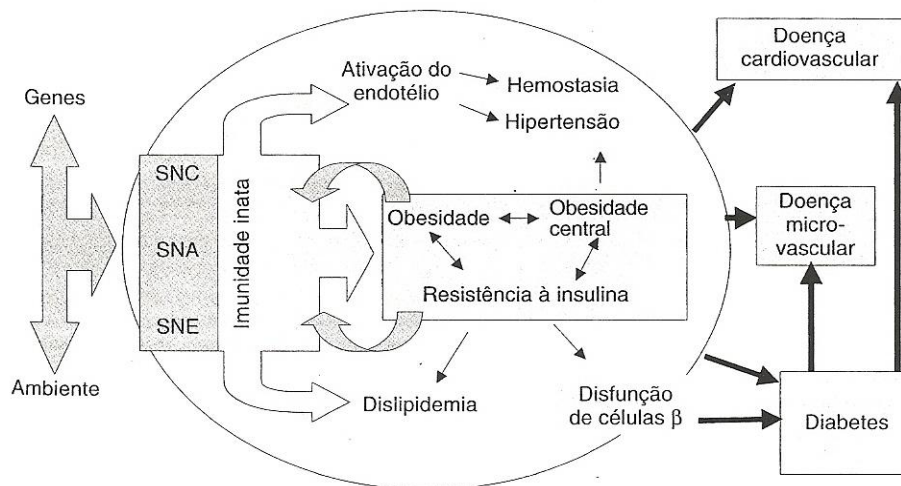 Genes
Ambiente
SNC
SNA
SNE
Imunidade inata
Ativação do
endotélio
Hemostasia
Hipertensão
Obesidade
Obesidade
central
Resistência à insulina
Dislipidemia
Disfunção
de células β
Doença
cardiovascular
Doença
micro-
vascular
Diabetes